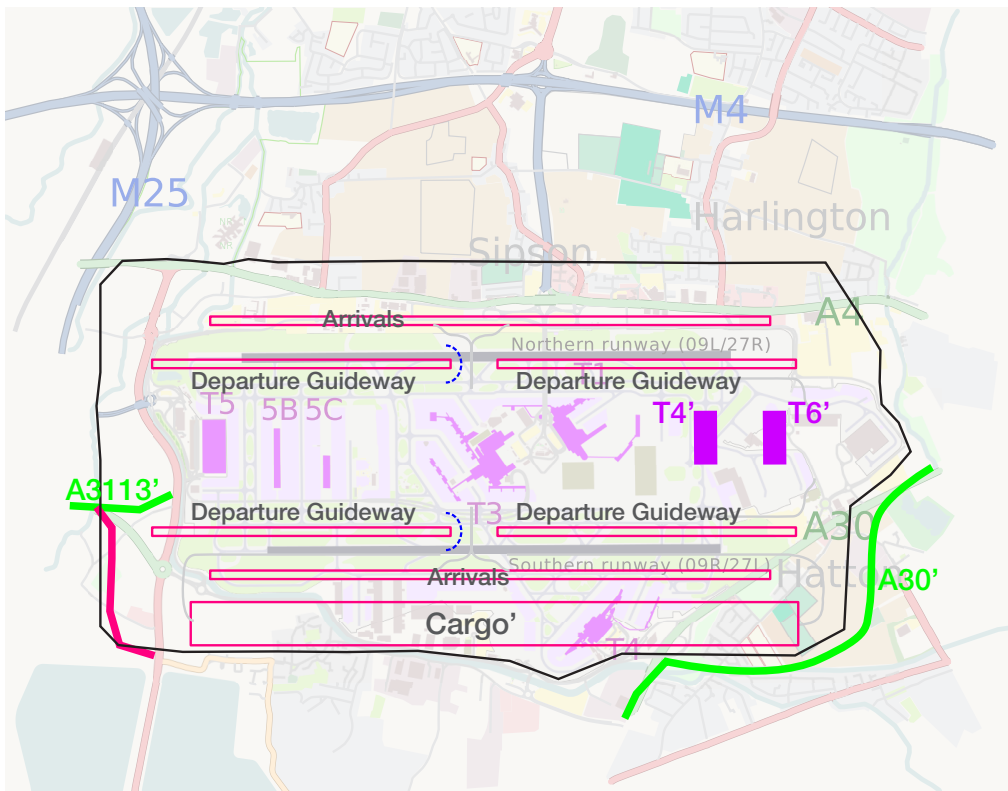 M4
M25
Harlington
Sipson
A4
Arrivals
Northern runway (09L/27R)
T1
Departure Guideway
Departure Guideway
T5
5B
5C
T4’
T6’
A3113’
Departure Guideway
Departure Guideway
T3
A30
Southern runway (09R/27L)
Arrivals
Hatton
A30’
Cargo’
T4